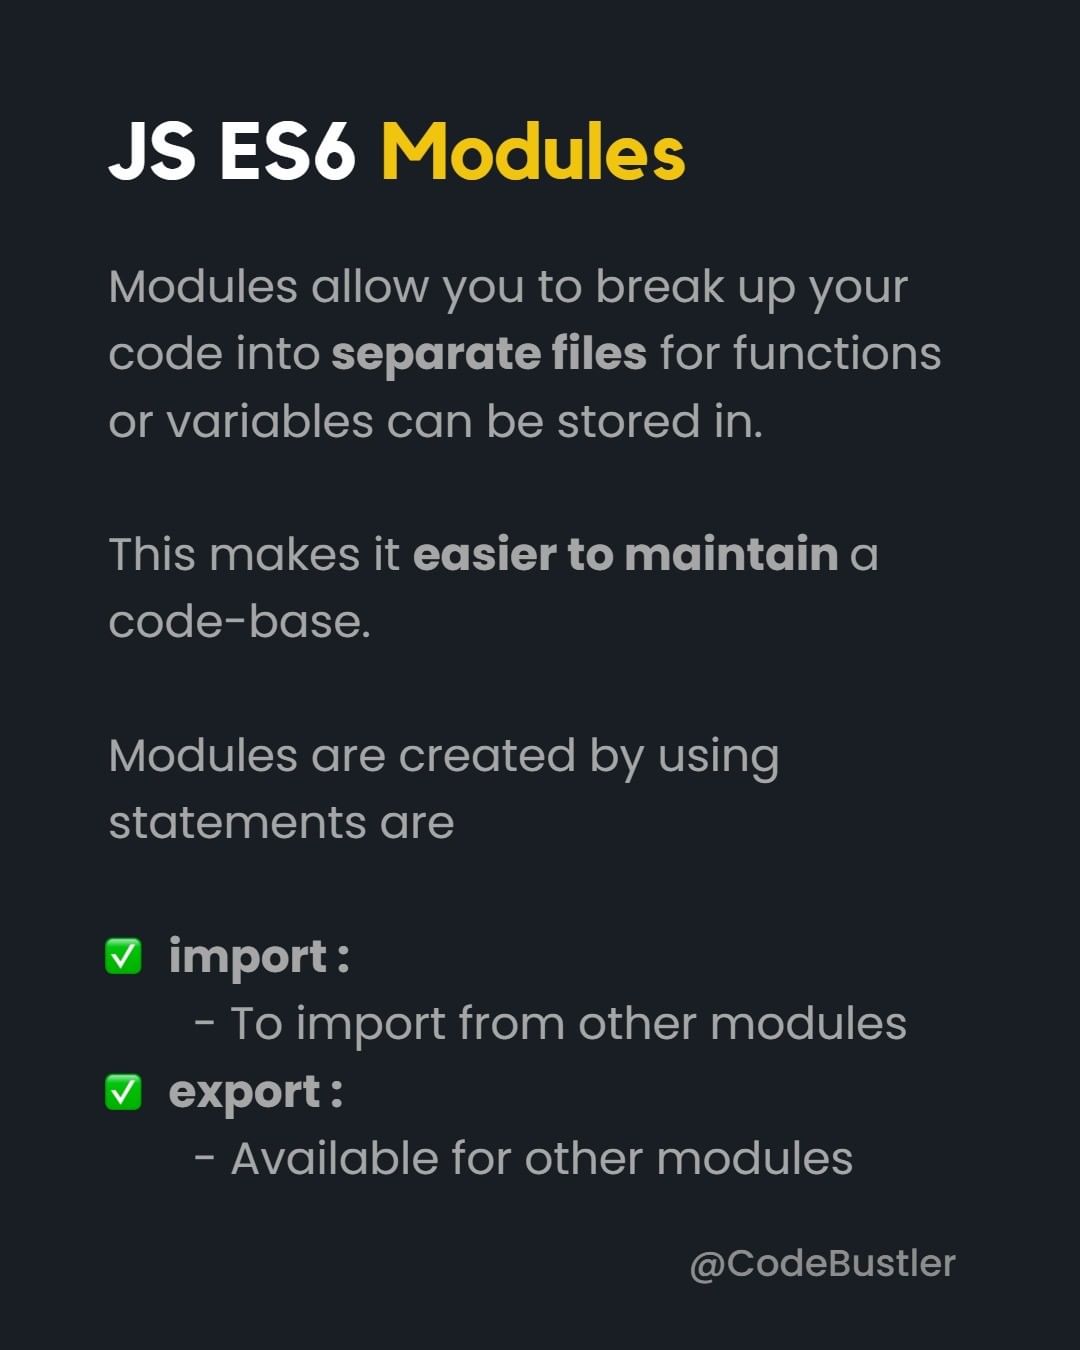 JS ES6 Modules
Modules allow you to break up your
code into separate files for functions
or variables can be stored in.
This makes it easier to maintain a
code-base.
Modules are created by using
statements are
✅ import :
- To import from other modules
✅ export :
- Available for other modules
@CodeBustler